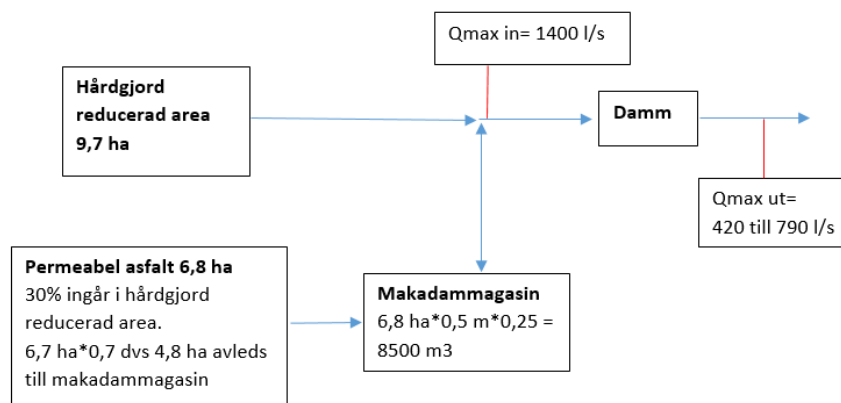 Qmax in= 1400 l/s
Hårdgjord
reducerad area
9,7 ha
Damm
Qmax ut=
420 till 790 l/s
Permeabel asfalt 6,8 ha
30% ingår i hårdgjord
reducerad area.
6,7 ha*0,7 dvs 4,8 ha avleds
till makadammagasin
Makadammagasin
6,8 ha*0,5 m*0,25 =
8500 m3